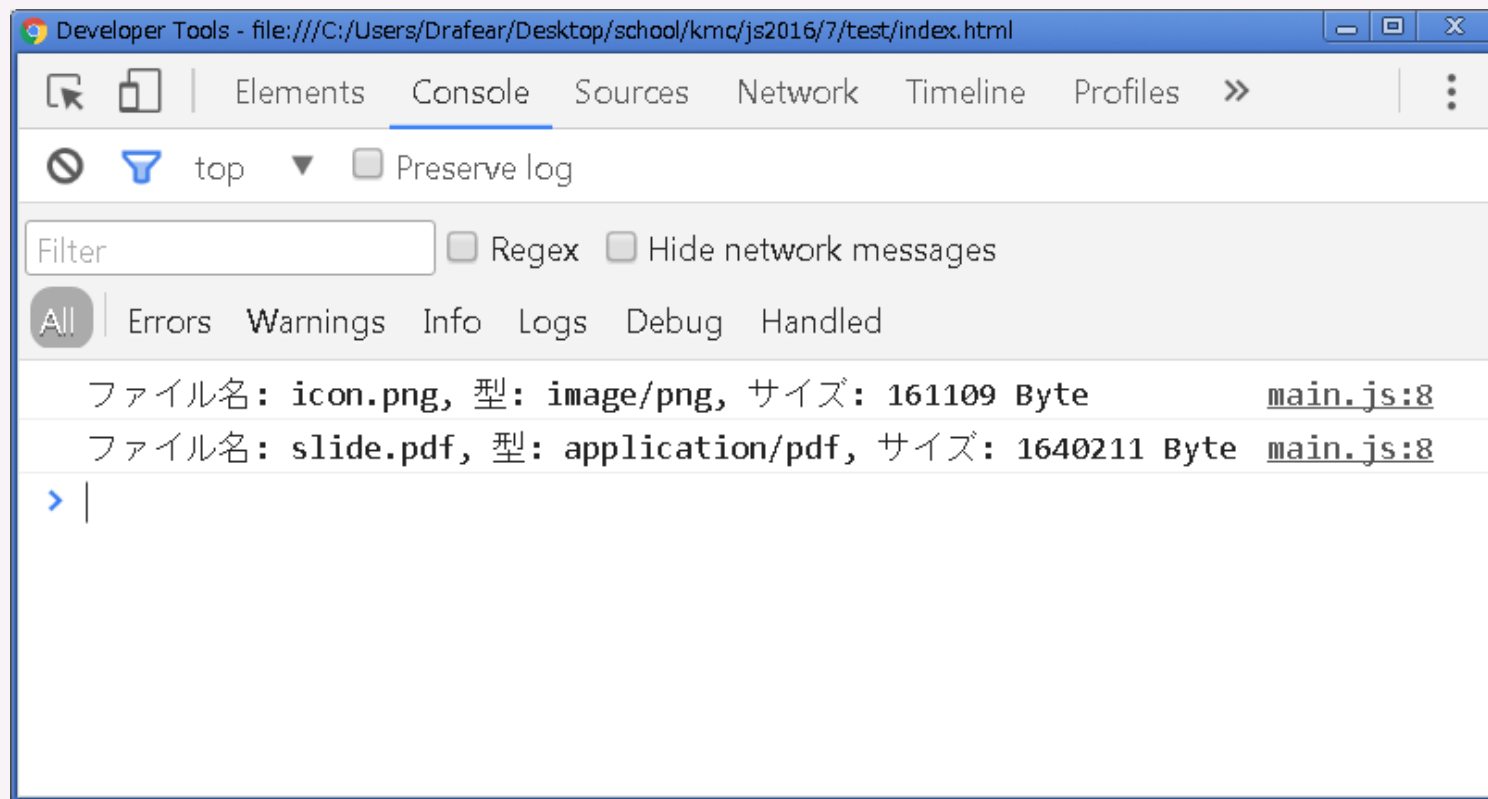 Developer Tools - file:///C:/Users/Drafear/Desktop/school/kmc/js2016/7/test/index.html
Elements Console Sources Network Timeline Profiles »
top ▼ Preserve log
Filter Regex Hide network messages
All Errors Warnings Info Logs Debug Handled
ファイル名: icon.png, 型: image/png, サイズ: 161109 Byte main.js:8
ファイル名: slide.pdf, 型: application/pdf, サイズ: 1640211 Byte main.js:8
>